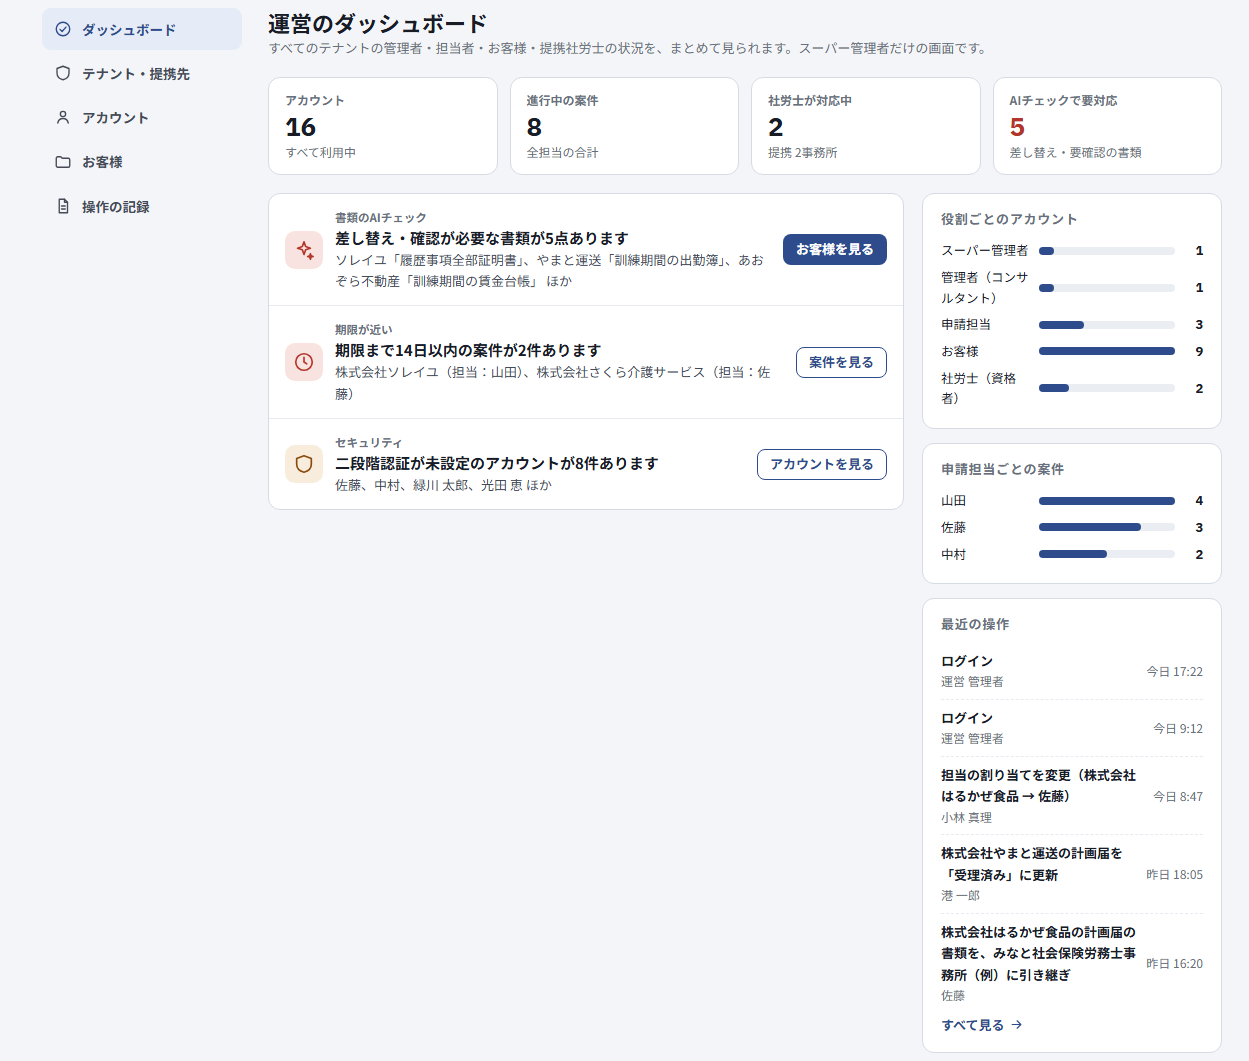 ダッシュボード
テナント・提携先
アカウント
お客様
操作の記録
運営のダッシュボード
すべてのテナントの管理者・担当者・お客様・提携社労士の状況を、まとめて見られます。スーパー管理者だけの画面です。
アカウント
16
すべて利用中
進行中の案件
8
全担当の合計
社労士が対応中
2
提携 2事務所
AIチェックで要対応
5
差し替え・要確認の書類
書類のAIチェック
差し替え・確認が必要な書類が5点あります
ソレイユ「履歴事項全部証明書」、やまと運送「訓練期間の出勤簿」、あお
ぞら不動産「訓練期間の賃金台帳」 ほか
お客様を見る
期限が近い
期限まで14日以内の案件が2件あります
株式会社ソレイユ（担当：山田）、株式会社さくら介護サービス（担当：佐
藤）
案件を見る
セキュリティ
二段階認証が未設定のアカウントが8件あります
佐藤、中村、緑川 太郎、光田 恵 ほか
アカウントを見る
役割ごとのアカウント
スーパー管理者 1
管理者（コンサ
ルタント） 1
申請担当 3
お客様 9
社労士（資格
者） 2
申請担当ごとの案件
山田 4
佐藤 3
中村 2
最近の操作
ログイン
運営 管理者
今日 17:22
ログイン
運営 管理者
今日 9:12
担当の割り当てを変更（株式会社
はるかぜ食品 → 佐藤）
小林 真理
今日 8:47
株式会社やまと運送の計画届を
「受理済み」に更新
港 一郎
昨日 18:05
株式会社はるかぜ食品の計画届の
書類を、みなと社会保険労務士事
務所（例）に引き継ぎ
佐藤
昨日 16:20
すべて見る →